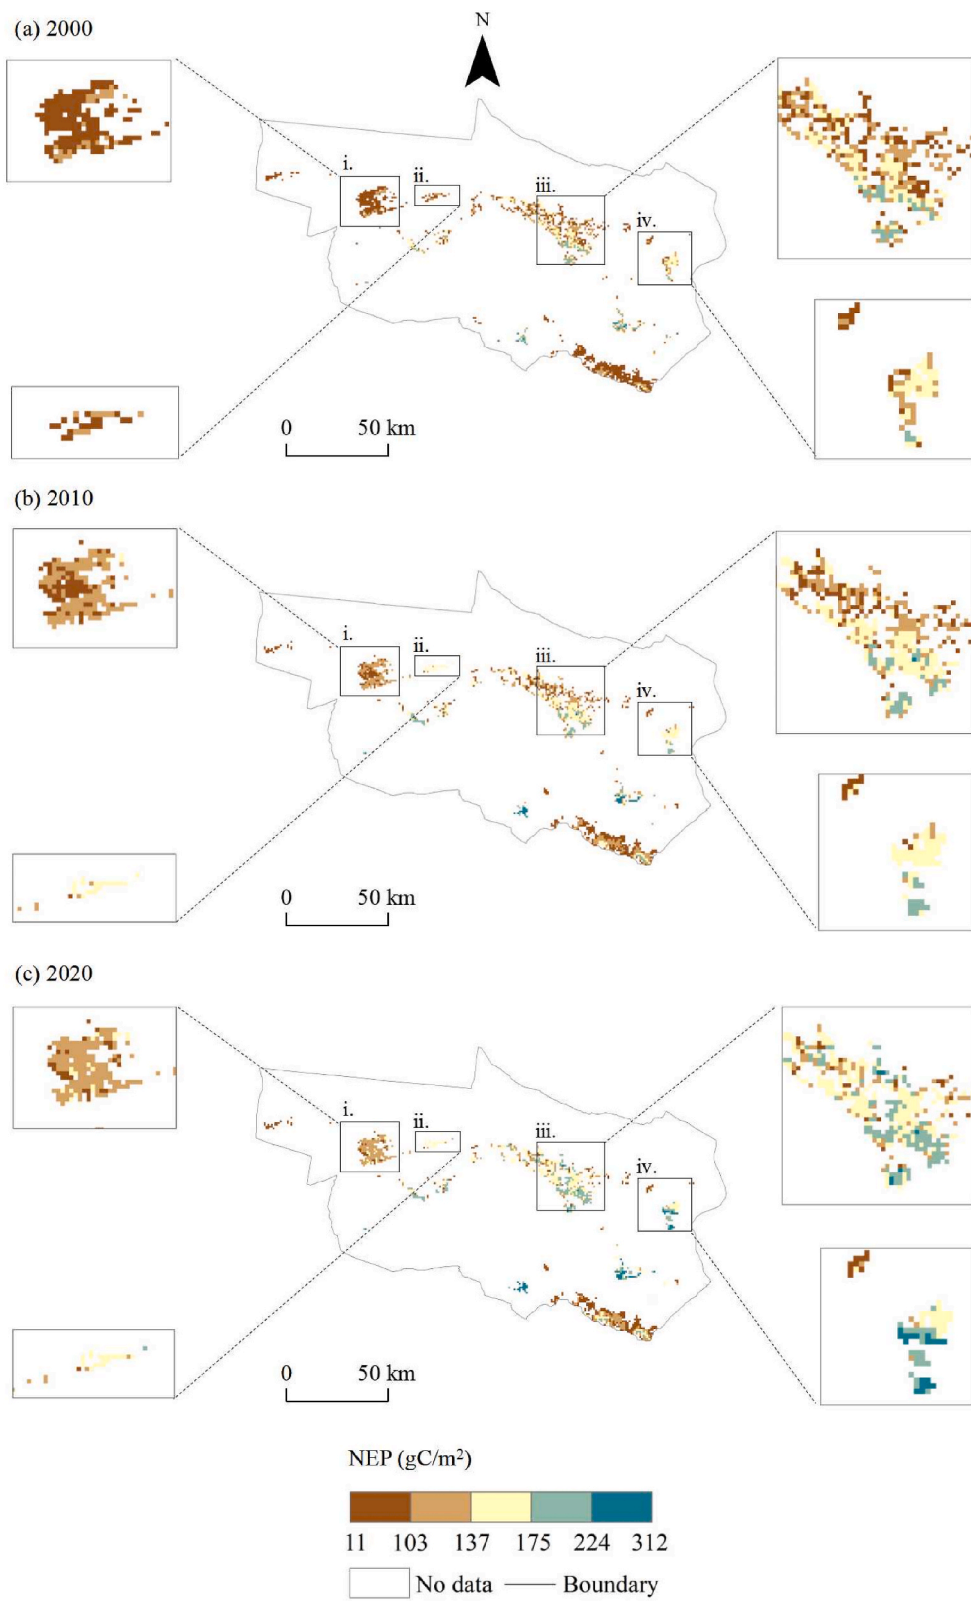 (a) 2000
N
i.
ii.
iii.
iv.
0 50 km
(b) 2010
i.
ii.
iii.
iv.
0 50 km
(c) 2020
i.
ii.
iii.
iv.
0 50 km
NEP (gC/m²)
11 103 137 175 224 312
No data Boundary